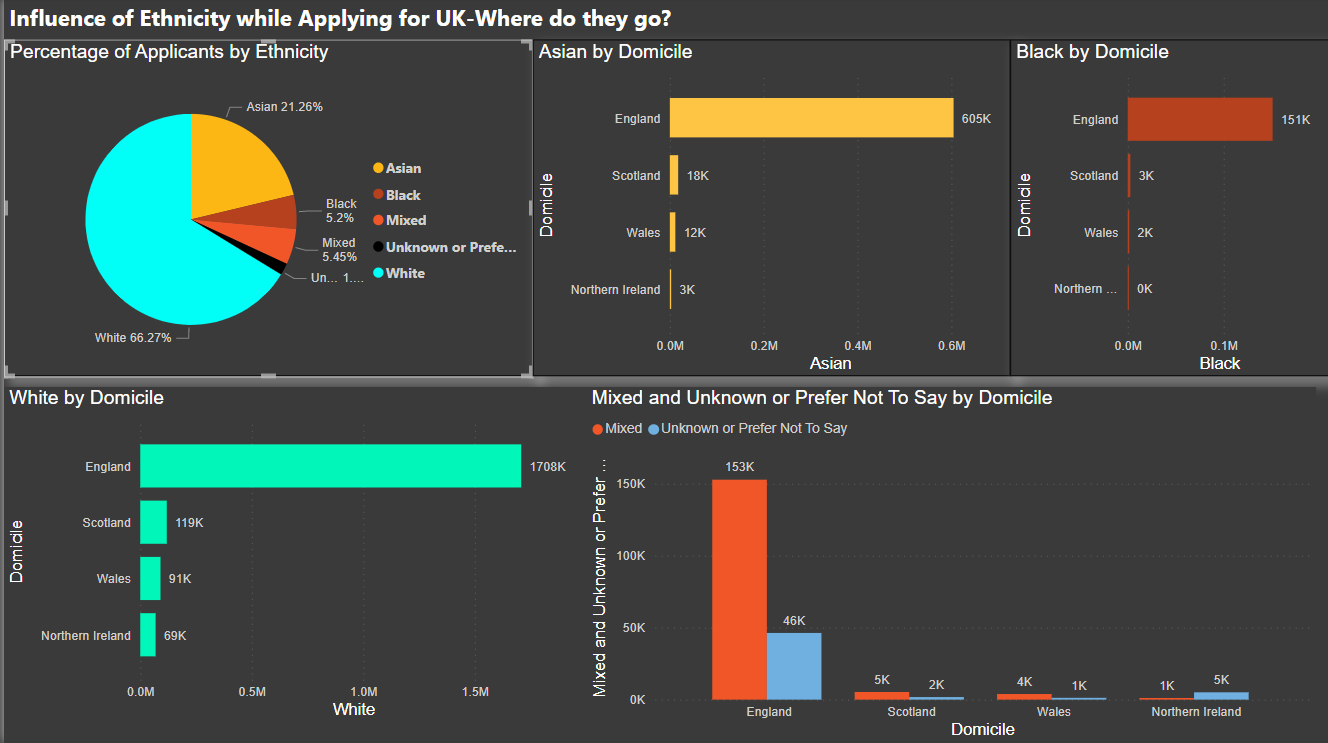 Influence of Ethnicity while Applying for UK-Where do they go?
Percentage of Applicants by Ethnicity
Asian 21.26%
Black
5.2%
Mixed
5.45%
Un... 1....
White 66.27%
Asian
Black
Mixed
Unknown or Prefe...
White
Asian by Domicile
Domicile
England
605K
Scotland
18K
Wales
12K
Northern Ireland
3K
0.0M 0.2M 0.4M 0.6M
Asian
Black by Domicile
Domicile
England
151K
Scotland
3K
Wales
2K
Northern ...
0K
0.0M 0.1M
Black
White by Domicile
Domicile
England
1708K
Scotland
119K
Wales
91K
Northern Ireland
69K
0.0M 0.5M 1.0M 1.5M
White
Mixed and Unknown or Prefer Not To Say by Domicile
Mixed Unknown or Prefer Not To Say
Mixed and Unknown or Prefer ...
150K
100K
50K
0K
153K
46K
5K
2K
4K
1K
1K
5K
England Scotland Wales Northern Ireland
Domicile